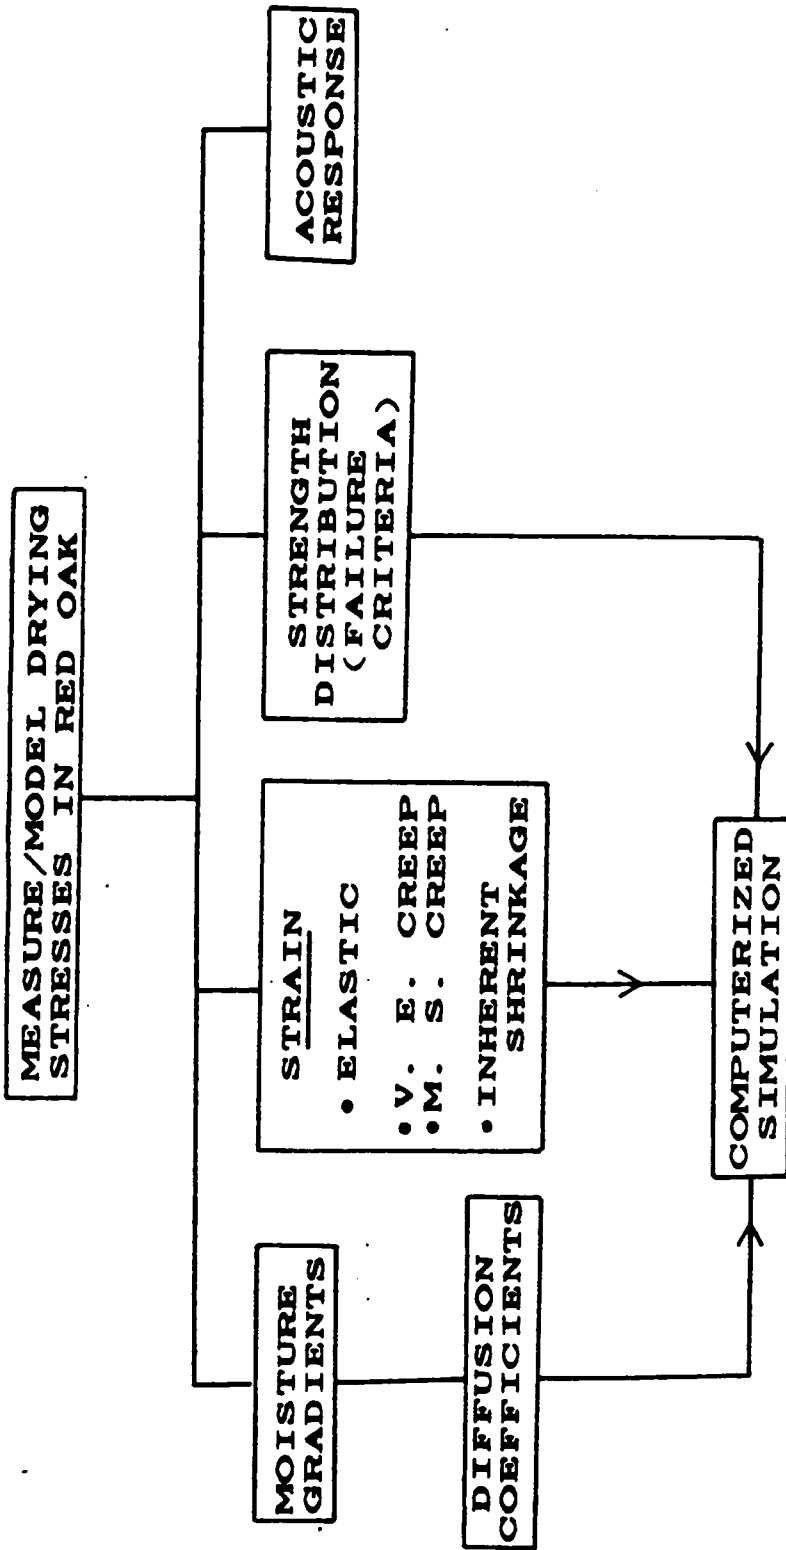 MEASURE/MODEL DRYING
STRESSES IN RED OAK
MOISTURE
GRADIENTS
DIFFUSION
COEFFICIENTS
STRAIN
• ELASTIC
• V. E. CREEP
• M. S. CREEP
• INHERENT
SHRINKAGE
STRENGTH
DISTRIBUTION
(FAILURE
CRITERIA)
ACOUSTIC
RESPONSE
COMPUTERIZED
SIMULATION